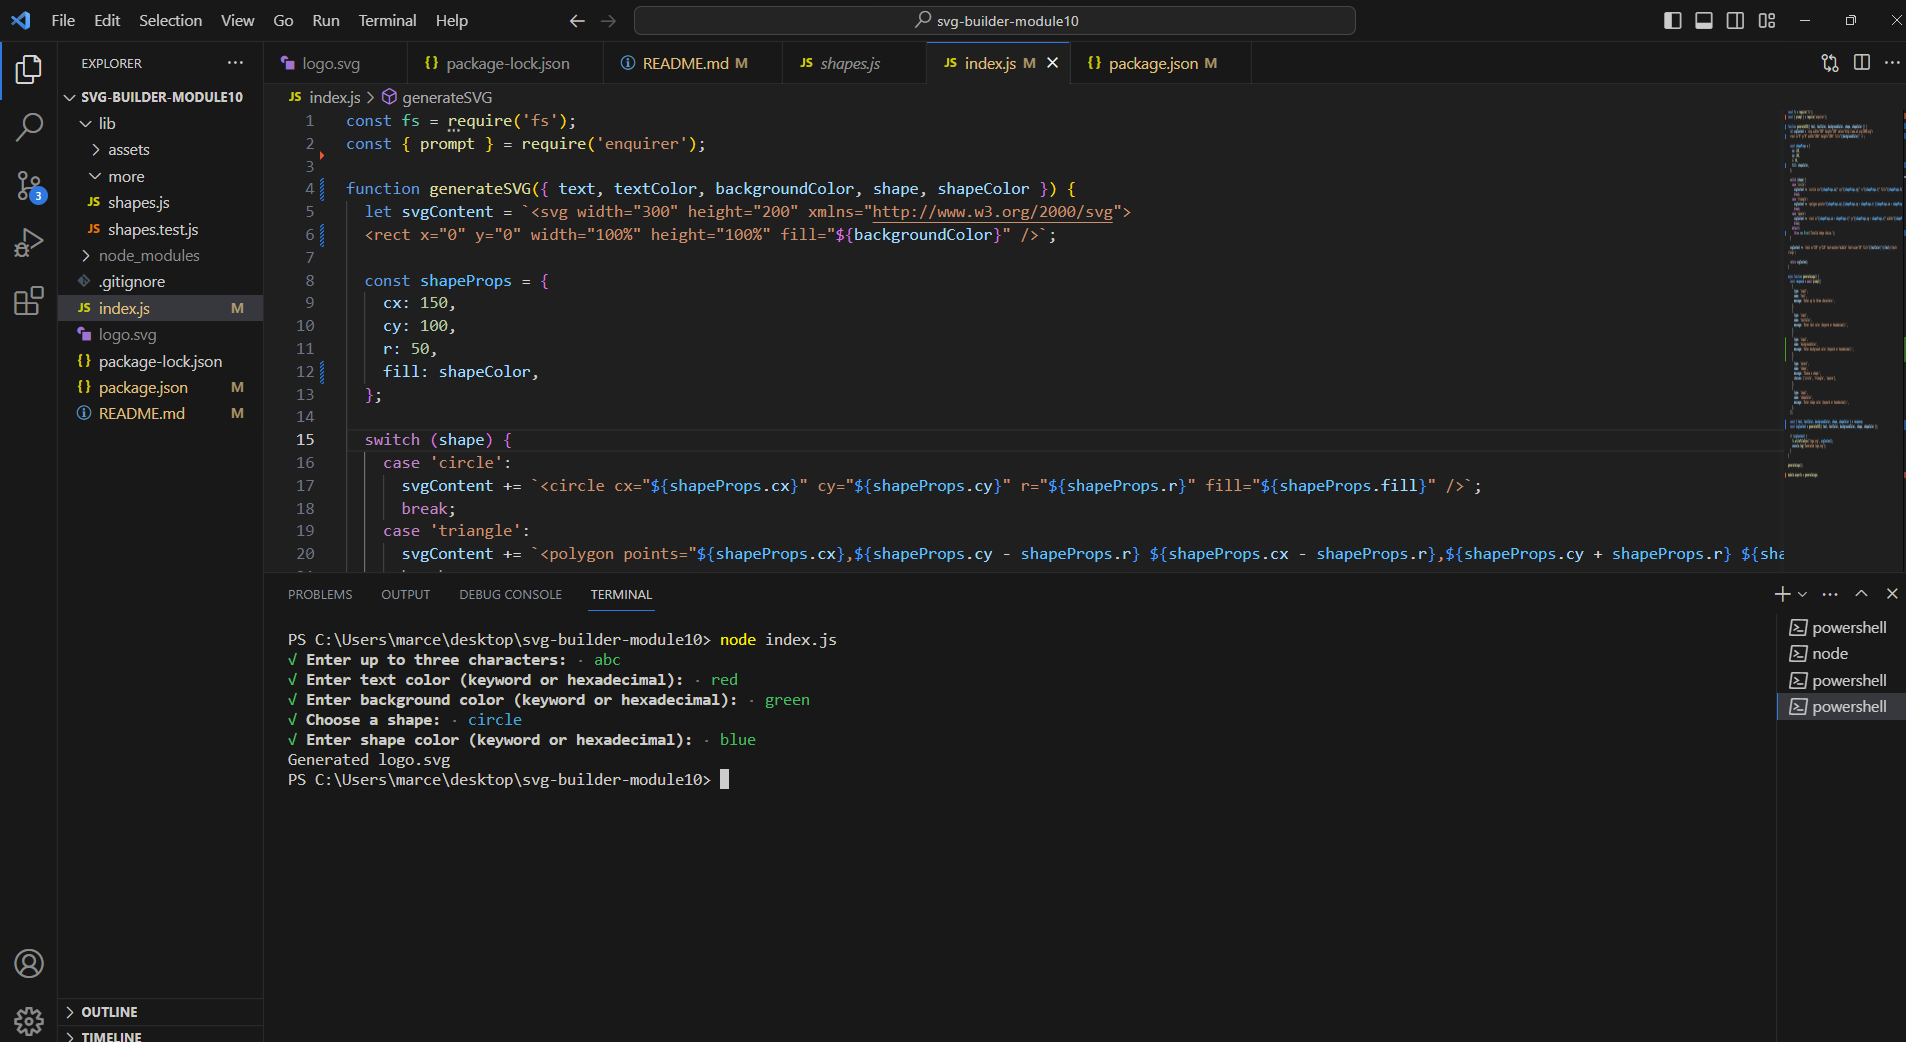 File Edit Selection View Go Run Terminal Help
svg-builder-module10
EXPLORER
SVG-BUILDER-MODULE10
lib
assets
more
JS shapes.js
JS shapes.test.js
node_modules
.gitignore
JS index.js M
logo.svg
{} package-lock.json
{} package.json M
README.md M
3
OUTLINE
TIMELINE
logo.svg {} package-lock.json README.md M JS shapes.js JS index.js M {} package.json M
JS index.js > generateSVG
1 const fs = require('fs');
2 const { prompt } = require('enquirer');
3
4 function generateSVG({ text, textColor, backgroundColor, shape, shapeColor }) {
5 let svgContent = `<svg width="300" height="200" xmlns="http://www.w3.org/2000/svg">
6 <rect x="0" y="0" width="100%" height="100%" fill="${backgroundColor}" />`;
7
8 const shapeProps = {
9 cx: 150,
10 cy: 100,
11 r: 50,
12 fill: shapeColor,
13 };
14
15 switch (shape) {
16 case 'circle':
17 svgContent += `<circle cx="${shapeProps.cx}" cy="${shapeProps.cy}" r="${shapeProps.r}" fill="${shapeProps.fill}" />`;
18 break;
19 case 'triangle':
20 svgContent += `<polygon points="${shapeProps.cx},${shapeProps.cy - shapeProps.r} ${shapeProps.cx - shapeProps.r},${shapeProps.cy + shapeProps.r} ${sha
PROBLEMS OUTPUT DEBUG CONSOLE TERMINAL
PS C:\Users\marce\desktop\svg-builder-module10> node index.js
√ Enter up to three characters: · abc
√ Enter text color (keyword or hexadecimal): · red
√ Enter background color (keyword or hexadecimal): · green
√ Choose a shape: · circle
√ Enter shape color (keyword or hexadecimal): · blue
Generated logo.svg
PS C:\Users\marce\desktop\svg-builder-module10>
powershell
node
powershell
powershell